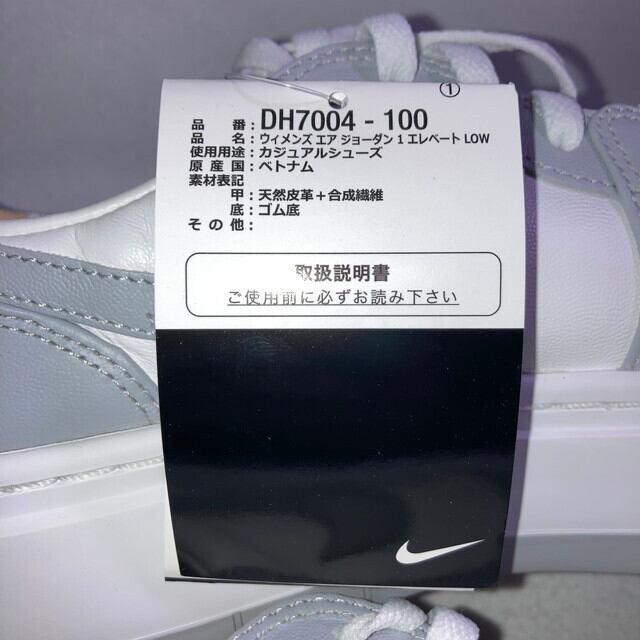 ①
品 番 : DH7004 - 100
品 名 : ウィメンズ エア ジョーダン 1 エレベート LOW
使用用途 : カジュアルシューズ
原 産 国 : ベトナム
素材表記
甲 : 天然皮革+合成繊維
底 : ゴム底
そ の 他 :
取扱説明書
ご使用前に必ずお読み下さい